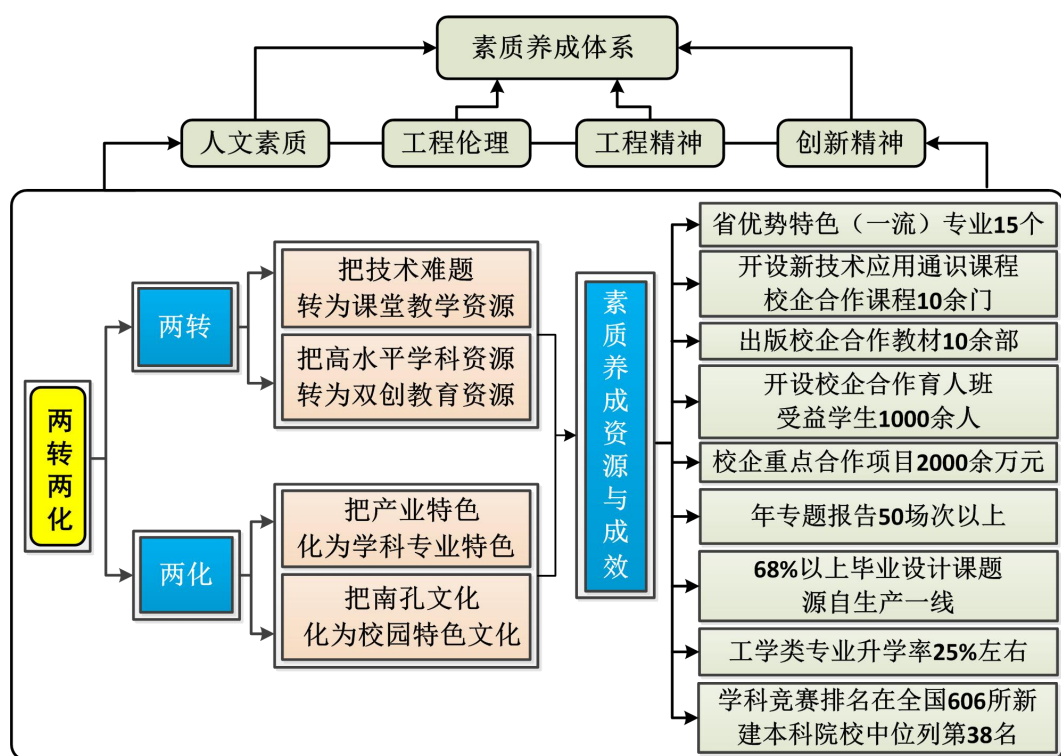 素质养成体系
人文素质
工程伦理
工程精神
创新精神
两转两化
两转
把技术难题
转为课堂教学资源
把高水平学科资源
转为双创教育资源
两化
把产业特色
化为学科专业特色
把南孔文化
化为校园特色文化
素质养成资源与成效
省优势特色（一流）专业15个
开设新技术应用通识课程
校企合作课程10余门
出版校企合作教材10余部
开设校企合作育人班
受益学生1000余人
校企重点合作项目2000余万元
年专题报告50场次以上
68%以上毕业设计课题
源自生产一线
工学类专业升学率25%左右
学科竞赛排名在全国606所新
建本科院校中位列第38名